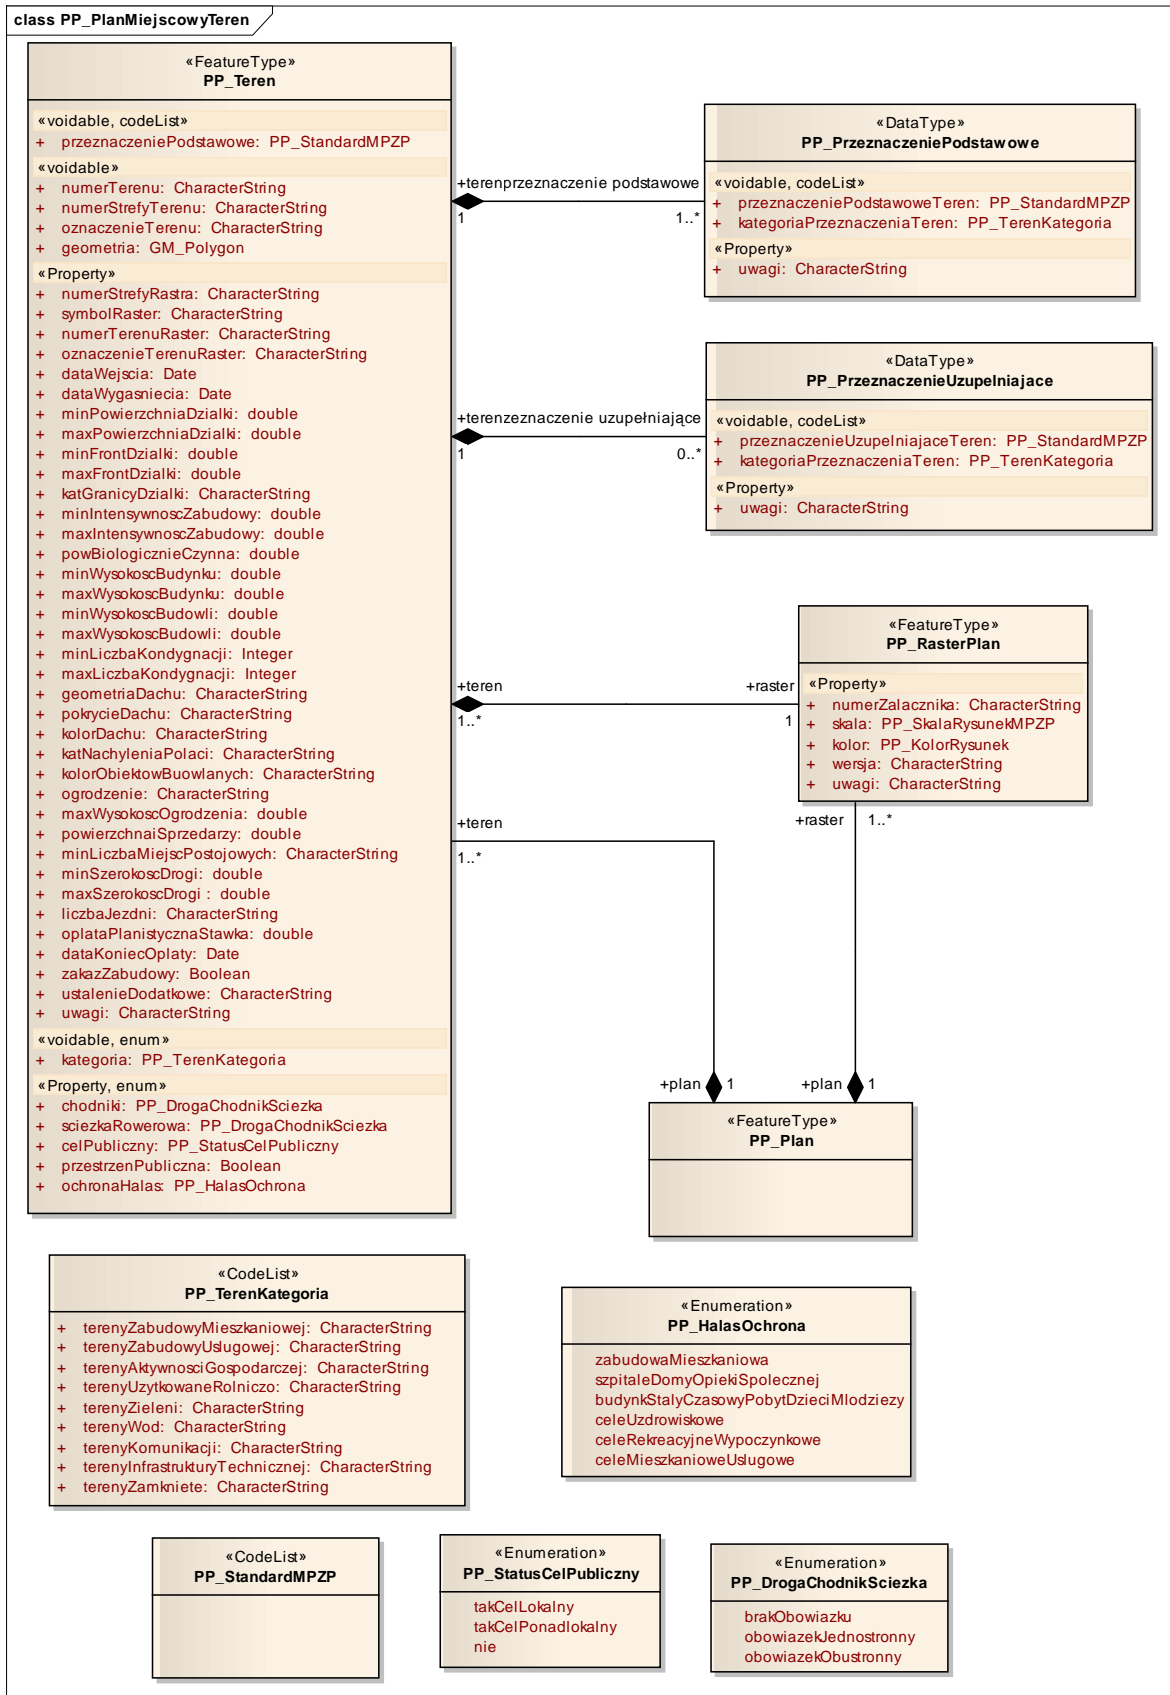 class PP_PlanMiejscowyTeren
«FeatureType»
PP_Teren
«voidable, codeList»
+ przeznaczeniePodstawowe: PP_StandardMPZP
«voidable»
+ numerTerenu: CharacterString
+ numerStrefyTerenu: CharacterString
+ oznaczenieTerenu: CharacterString
+ geometria: GM_Polygon
«Property»
+ numerStrefyRastra: CharacterString
+ symbolRaster: CharacterString
+ numerTerenuRaster: CharacterString
+ oznaczenieTerenuRaster: CharacterString
+ dataWejscia: Date
+ dataWygasniecia: Date
+ minPowierzchniaDzialki: double
+ maxPowierzchniaDzialki: double
+ minFrontDzialki: double
+ maxFrontDzialki: double
+ katGranicyDzialki: CharacterString
+ minIntensywnoscZabudowy: double
+ maxIntensywnoscZabudowy: double
+ powBiologicznieCzynna: double
+ minWysokoscBudynku: double
+ maxWysokoscBudynku: double
+ minWysokoscBudowli: double
+ maxWysokoscBudowli: double
+ minLiczbaKondygnacji: Integer
+ maxLiczbaKondygnacji: Integer
+ geometriaDachu: CharacterString
+ pokrycieDachu: CharacterString
+ kolorDachu: CharacterString
+ katNachyleniaPolaci: CharacterString
+ kolorObiektowBuowlanych: CharacterString
+ ogrodzenie: CharacterString
+ maxWysokoscOgrodzenia: double
+ powierzchnaiSprzedarzy: double
+ minLiczbaMiejscPostojowych: CharacterString
+ minSzerokoscDrogi: double
+ maxSzerokoscDrogi : double
+ liczbaJezdni: CharacterString
+ oplataPlanistycznaStawka: double
+ dataKoniecOplaty: Date
+ zakazZabudowy: Boolean
+ ustalenieDodatkowe: CharacterString
+ uwagi: CharacterString
«voidable, enum»
+ kategoria: PP_TerenKategoria
«Property, enum»
+ chodniki: PP_DrogaChodnikSciezka
+ sciezkaRowerowa: PP_DrogaChodnikSciezka
+ celPubliczny: PP_StatusCelPubliczny
+ przestrzenPubliczna: Boolean
+ ochronaHalas: PP_HalasOchrona
+terenprzeznaczenie podstawowe
1 1..*
«DataType»
PP_PrzeznaczeniePodstawowe
«voidable, codeList»
+ przeznaczeniePodstawoweTeren: PP_StandardMPZP
+ kategoriaPrzeznaczeniaTeren: PP_TerenKategoria
«Property»
+ uwagi: CharacterString
+terenzeznaczenie uzupełniające
1 0..*
«DataType»
PP_PrzeznaczenieUzupelniajace
«voidable, codeList»
+ przeznaczenieUzupelniajaceTeren: PP_StandardMPZP
+ kategoriaPrzeznaczeniaTeren: PP_TerenKategoria
«Property»
+ uwagi: CharacterString
+teren +raster
1..* 1
«FeatureType»
PP_RasterPlan
«Property»
+ numerZalacznika: CharacterString
+ skala: PP_SkalaRysunekMPZP
+ kolor: PP_KolorRysunek
+ wersja: CharacterString
+ uwagi: CharacterString
+raster 1..*
+teren
1..*
+plan 1
+plan 1
«FeatureType»
PP_Plan
«CodeList»
PP_TerenKategoria
+ terenyZabudowyMieszkaniowej: CharacterString
+ terenyZabudowyUslugowej: CharacterString
+ terenyAktywnosciGospodarczej: CharacterString
+ terenyUzytkowaneRolniczo: CharacterString
+ terenyZieleni: CharacterString
+ terenyWod: CharacterString
+ terenyKomunikacji: CharacterString
+ terenyInfrastrukturyTechnicznej: CharacterString
+ terenyZamkniete: CharacterString
«Enumeration»
PP_HalasOchrona
zabudowaMieszkaniowa
szpitaleDomyOpiekiSpolecznej
budynkStalyCzasowyPobytDzieciMlodziezy
celeUzdrowiskowe
celeRekreacyjneWypoczynkowe
celeMieszkanioweUslugowe
«CodeList»
PP_StandardMPZP
«Enumeration»
PP_StatusCelPubliczny
takCelLokalny
takCelPonadlokalny
nie
«Enumeration»
PP_DrogaChodnikSciezka
brakObowiazku
obowiazekJednostronny
obowiazekObustronny